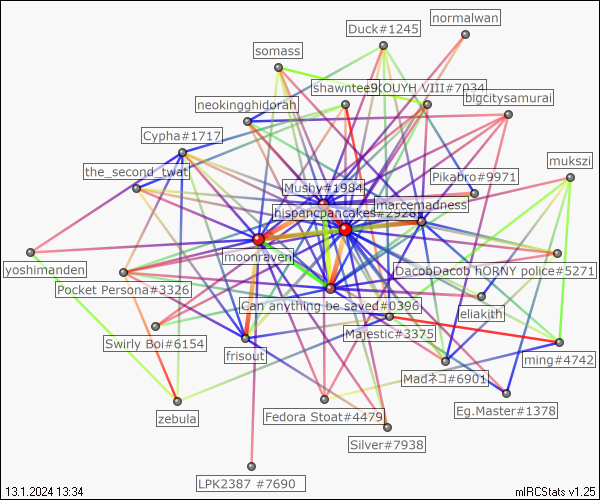 normalwan
Duck#1245
somass
shawntee9
KOUYH VIII#7034
bigcitysamurai
neokingghidorah
Cypha#1717
mukszi
the_second_twat
Pikabro#9971
Mushy#1984
marcemadness
hispancpancakes#2928
moonraven
yoshimanden
DacobDacob hORNY police#5271
Pocket Persona#3326
Can anything be saved#0396
eliakith
Swirly Boi#6154
Majestic#3375
frisout
ming#4742
Madネコ#6901
zebula
Fedora Stoat#4479
Eg.Master#1378
Silver#7938
LPK2387 #7690
13.1.2024 13:34
mIRCStats v1.25